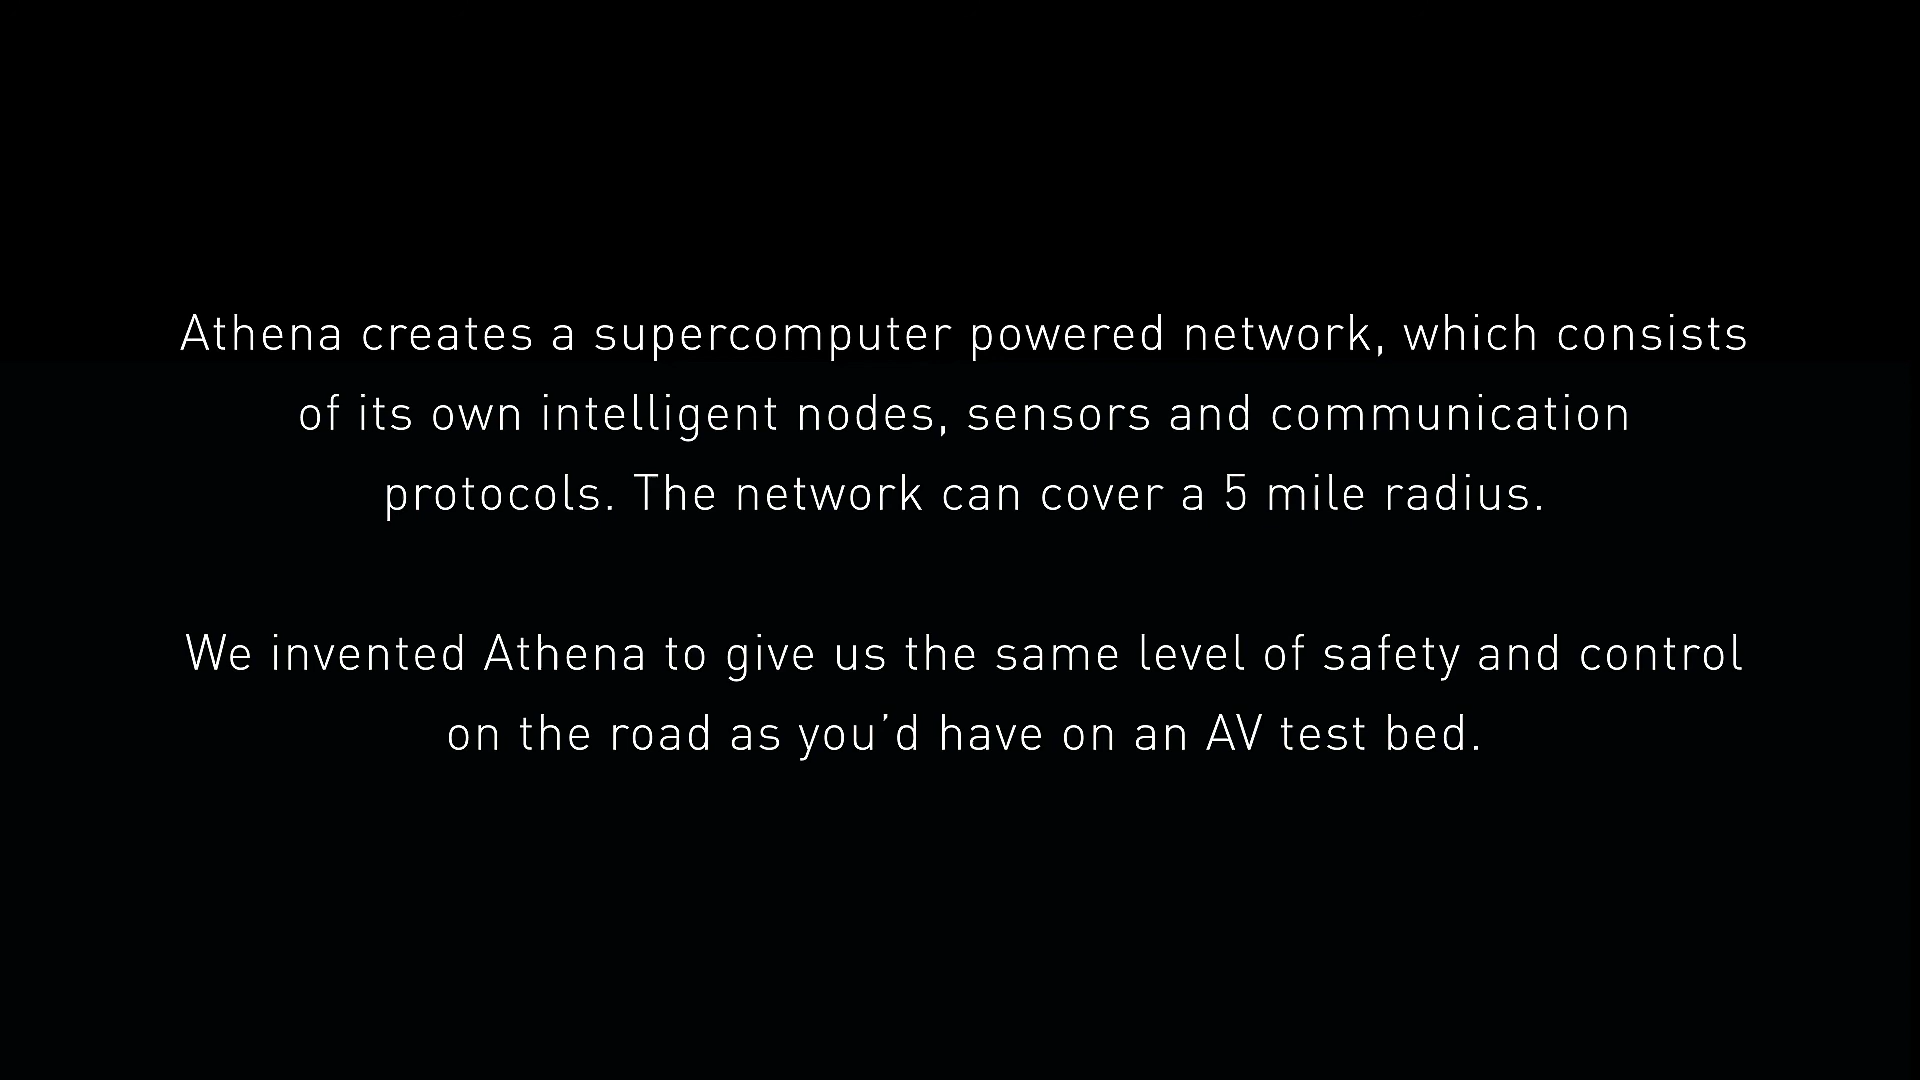 Athena creates a supercomputer powered network, which consists
of its own intelligent nodes, sensors and communication
protocols. The network can cover a 5 mile radius.
We invented Athena to give us the same level of safety and control
on the road as you’d have on an AV test bed.